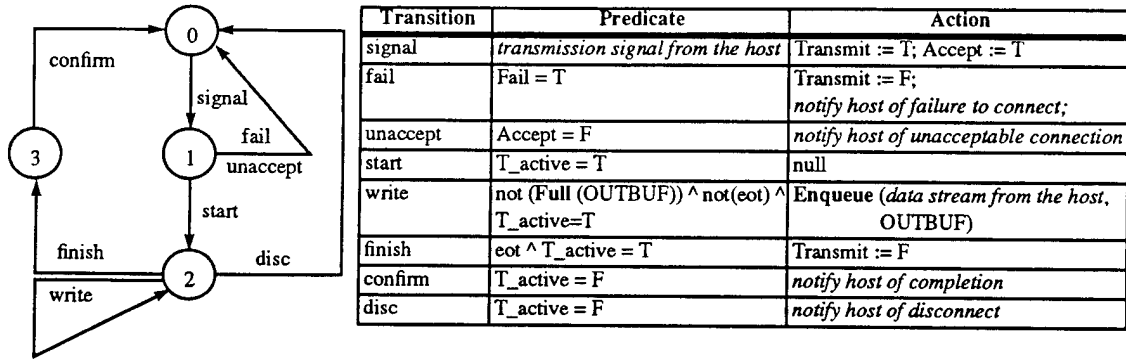 0
confirm
signal
fail
3
1
unaccept
start
finish
2
disc
write
Transition Predicate Action
signal transmission signal from the host Transmit := T; Accept := T
fail Fail = T Transmit := F;
notify host of failure to connect;
unaccept Accept = F notify host of unacceptable connection
start T_active = T null
write not (Full (OUTBUF)) ^ not(eot) ^ Enqueue (data stream from the host,
T_active=T OUTBUF)
finish eot ^ T_active = T Transmit := F
confirm T_active = F notify host of completion
disc T_active = F notify host of disconnect